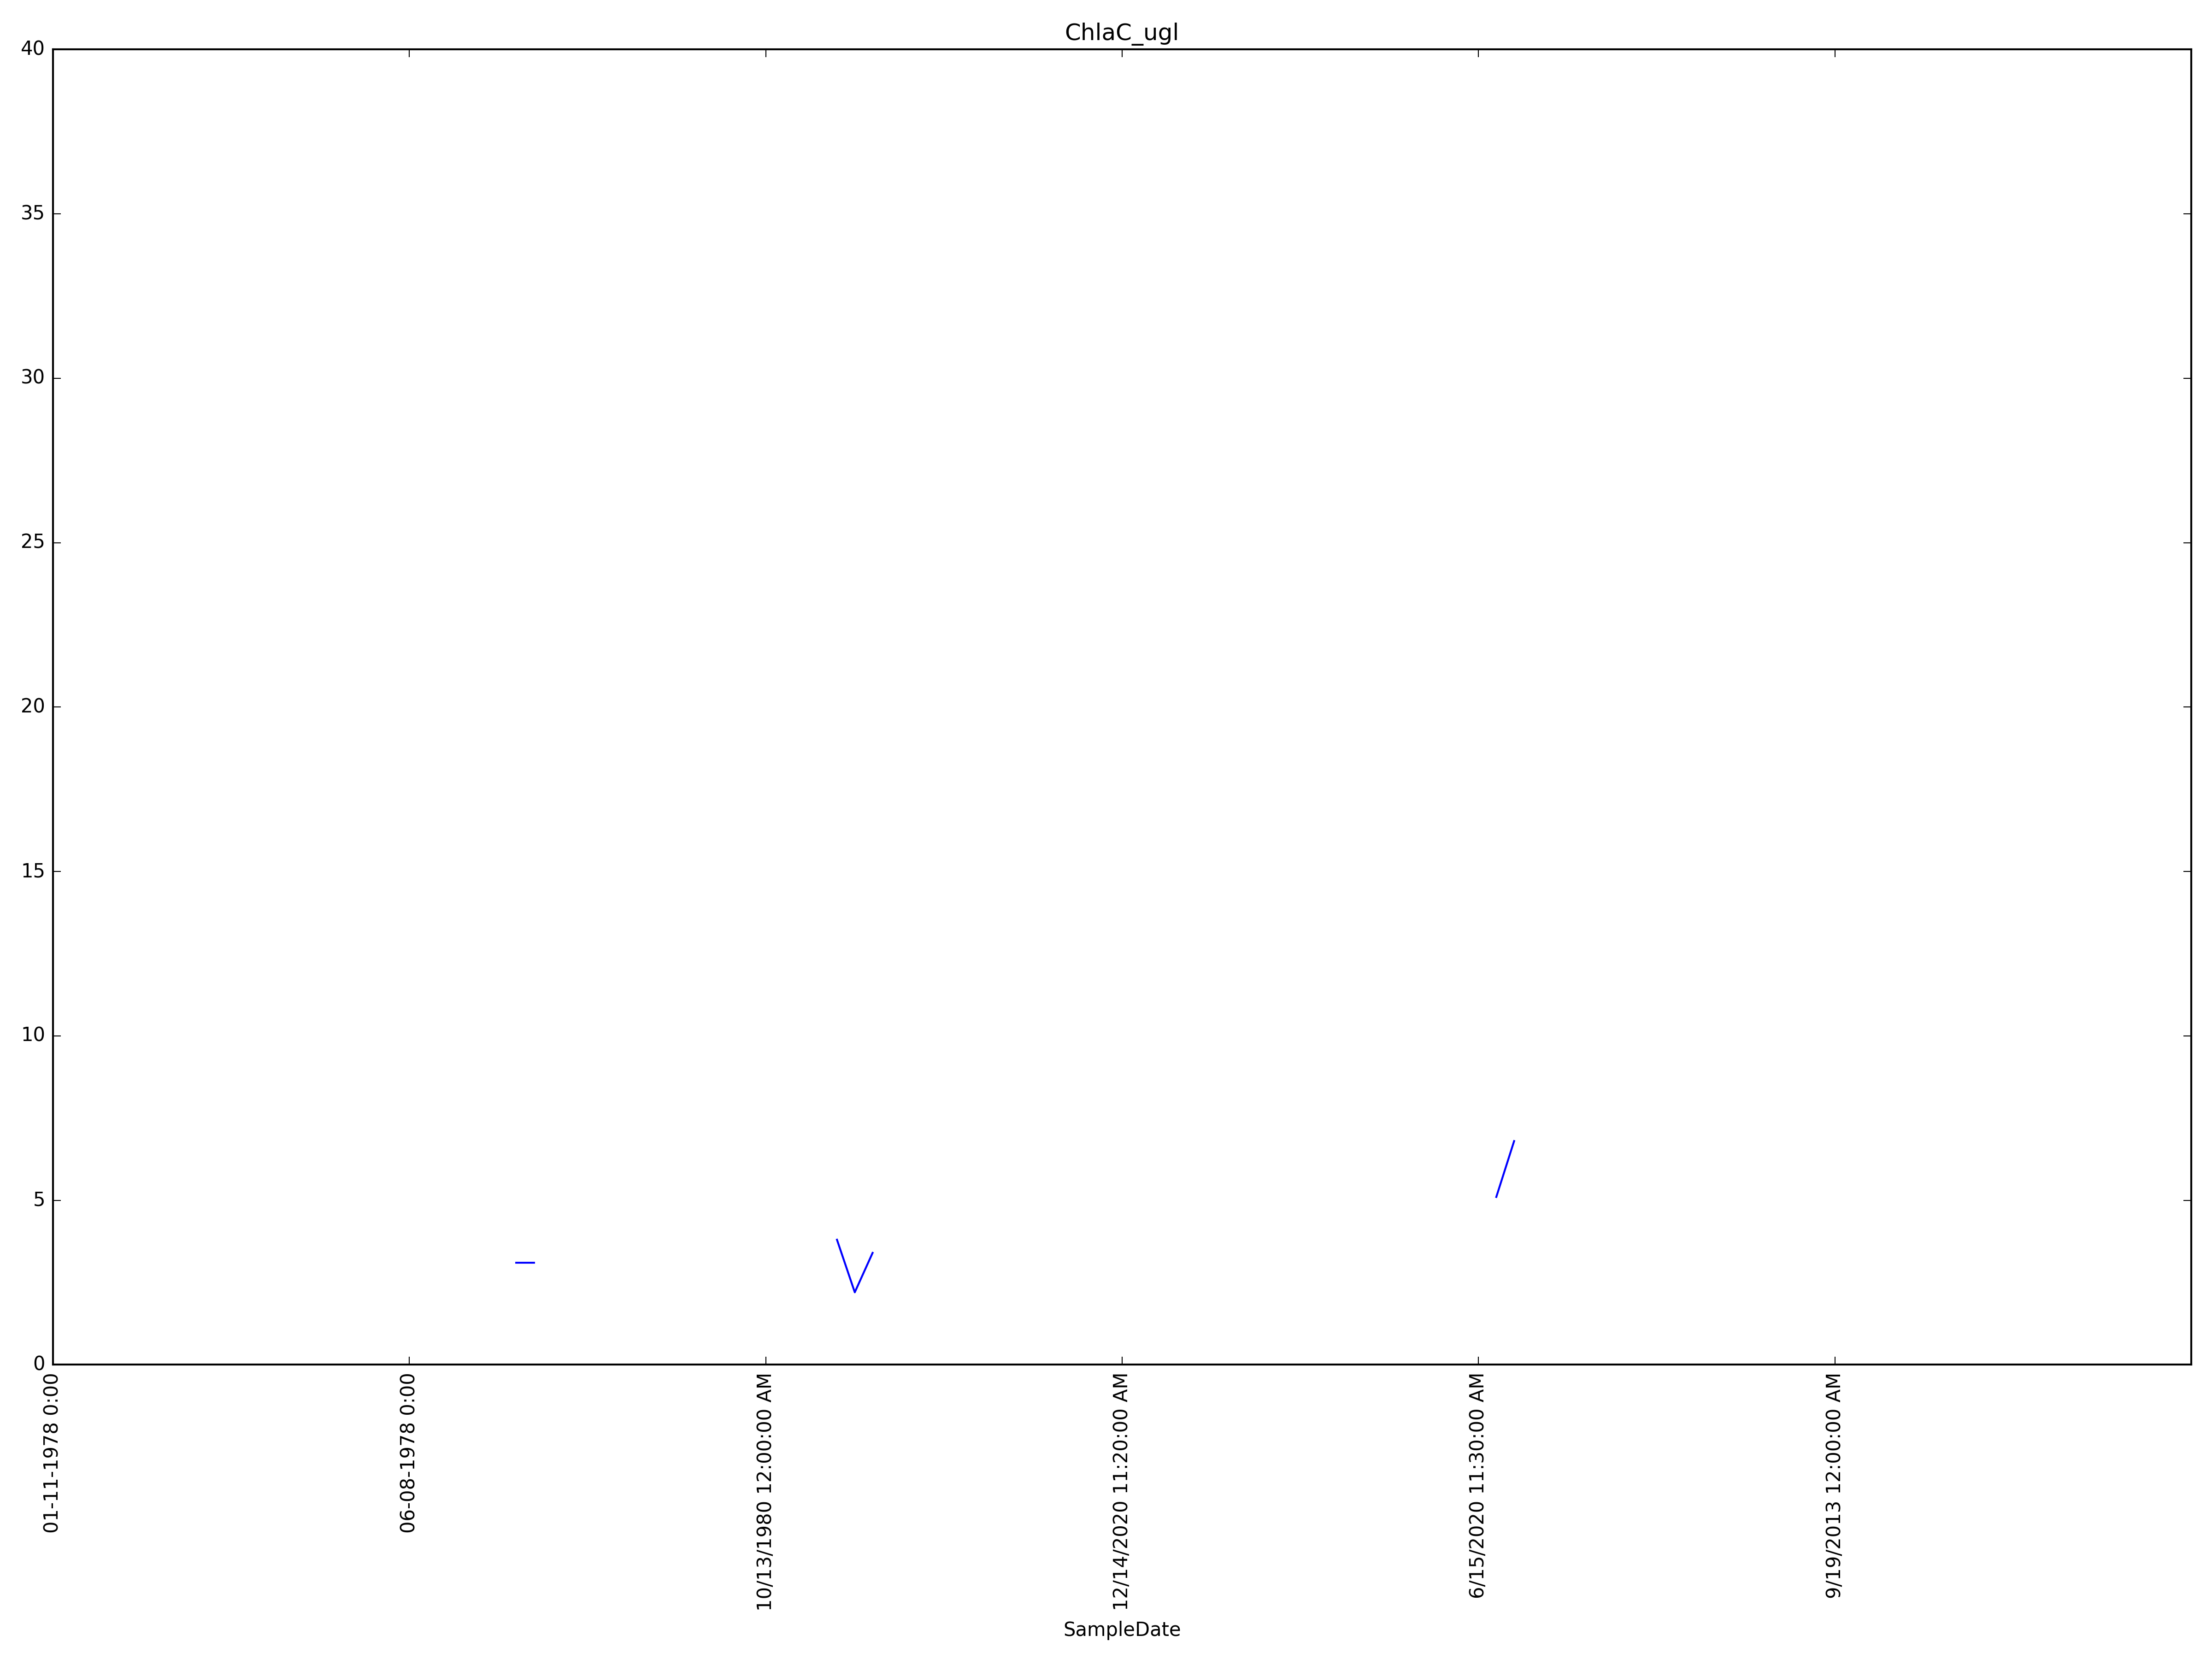 ChlaC_ugl
40
35
30
25
20
15
10
5
0
01-11-1978 0:00
06-08-1978 0:00
10/13/1980 12:00:00 AM
12/14/2020 11:20:00 AM
6/15/2020 11:30:00 AM
9/19/2013 12:00:00 AM
SampleDate